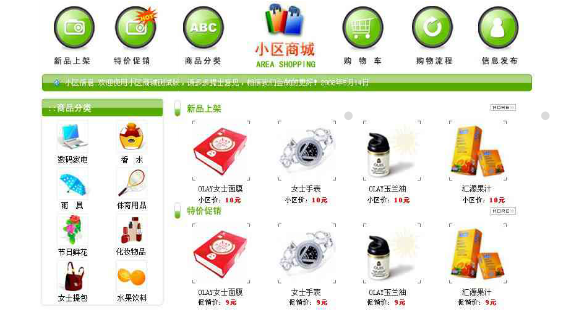 HOT
ABC
新品上架
特价促销
商品分类
小区商城
AREA SHOPPING
购 物 车
购物流程
信息发布
::商品分类
数码家电
香 水
雨 具
体育用品
节日鲜花
化妆物品
女士提包
水果饮料
新品上架
MORE
OLAY女士面膜
女士手表
OLAY玉兰油
汇源果汁
小区价: 10元
小区价: 10元
小区价: 10元
小区价: 10元
特价促销
MORE
OLAY女士面膜
女士手表
OLAY玉兰油
汇源果汁
促销价: 9元
促销价: 9元
促销价: 9元
促销价: 9元